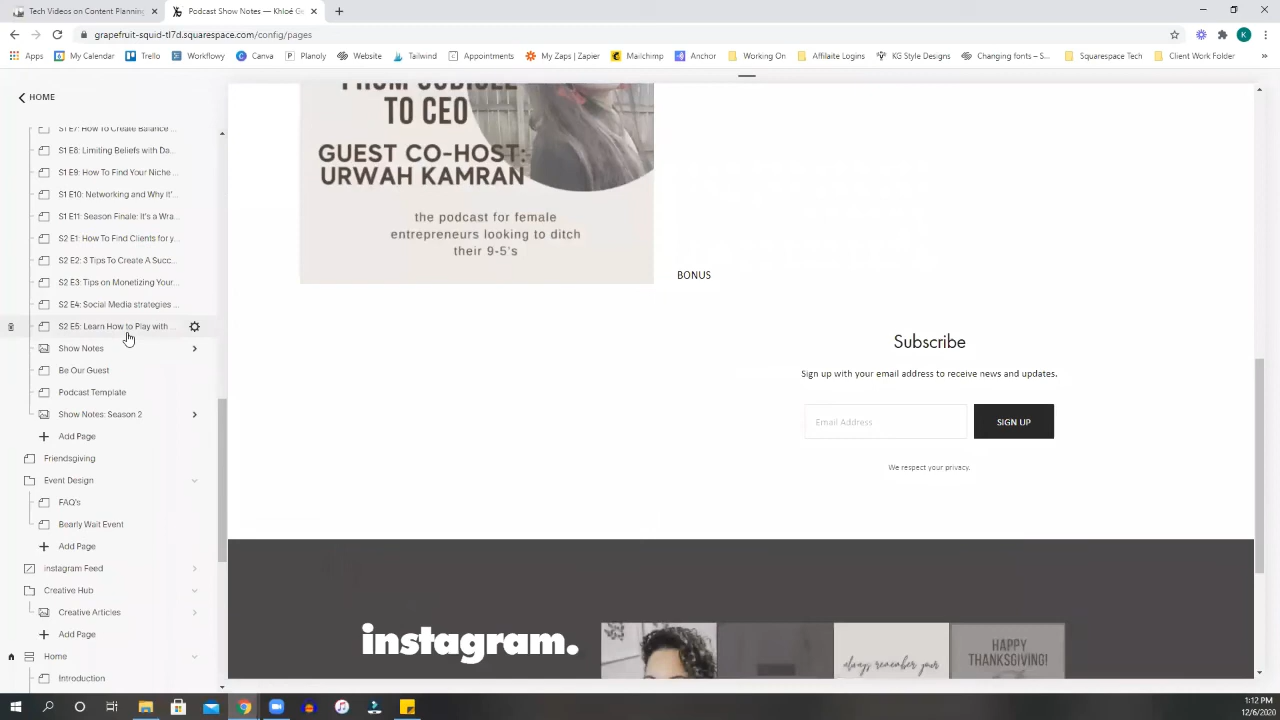 Tech Videos on Content Planning
Podcast Show Notes — Khloé Ge
grapefruit-squid-tl7d.squarespace.com/config/pages
K
Apps
My Calendar
Trello
Workflowy
Canva
Planoly
Website
Tailwind
Appointments
My Zaps | Zapier
Mailchimp
Anchor
Working On
Affilaite Logins
KG Style Designs
Changing fonts – S...
Squarespace Tech
Client Work Folder
»
HOME
S1 E7: How To Create Balance ...
S1 E8: Limiting Beliefs with Da...
S1 E9: How To Find Your Niche ...
S1 E10: Networking and Why It'...
S1 E11: Season Finale: It's a Wra...
S2 E1: How To Find Clients for y...
S2 E2: 3 Tips To Create A Succ...
S2 E3: Tips on Monetizing Your...
S2 E4: Social Media strategies ...
S2 E5: Learn How to Play with ...
Show Notes
Be Our Guest
Podcast Template
Show Notes: Season 2
Add Page
Friendsgiving
Event Design
FAQ's
Bearly Wait Event
Add Page
instagram Feed
Creative Hub
Creative Articles
Add Page
Home
Introduction
FROM CUBICLE
TO CEO
GUEST CO-HOST:
URWAH KAMRAN
the podcast for female
entrepreneurs looking to ditch
their 9-5's
BONUS
Subscribe
Sign up with your email address to receive news and updates.
Email Address
SIGN UP
We respect your privacy.
instagram.
always remember your
HAPPY
THANKSGIVING!
1:12 PM
12/6/2020